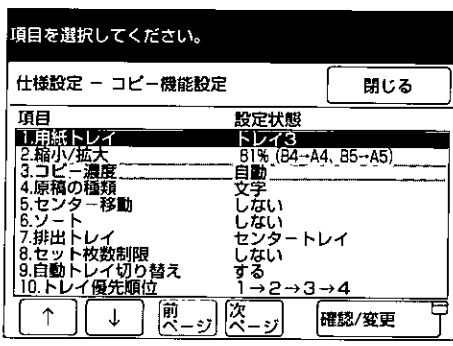 項目を選択してください。
仕様設定 － コピー機能設定 閉じる
項目 設定状態
1.用紙トレイ トレイ3
2.縮小/拡大 81% (B4→A4、B5→A5)
3.コピー濃度 自動
4.原稿の種類 文字
5.センター移動 しない
6.ソート しない
7.排出トレイ センタートレイ
8.セット枚数制限 しない
9.自動トレイ切り替え する
10.トレイ優先順位 1→2→3→4
↑ ↓ 前ページ 次ページ 確認/変更